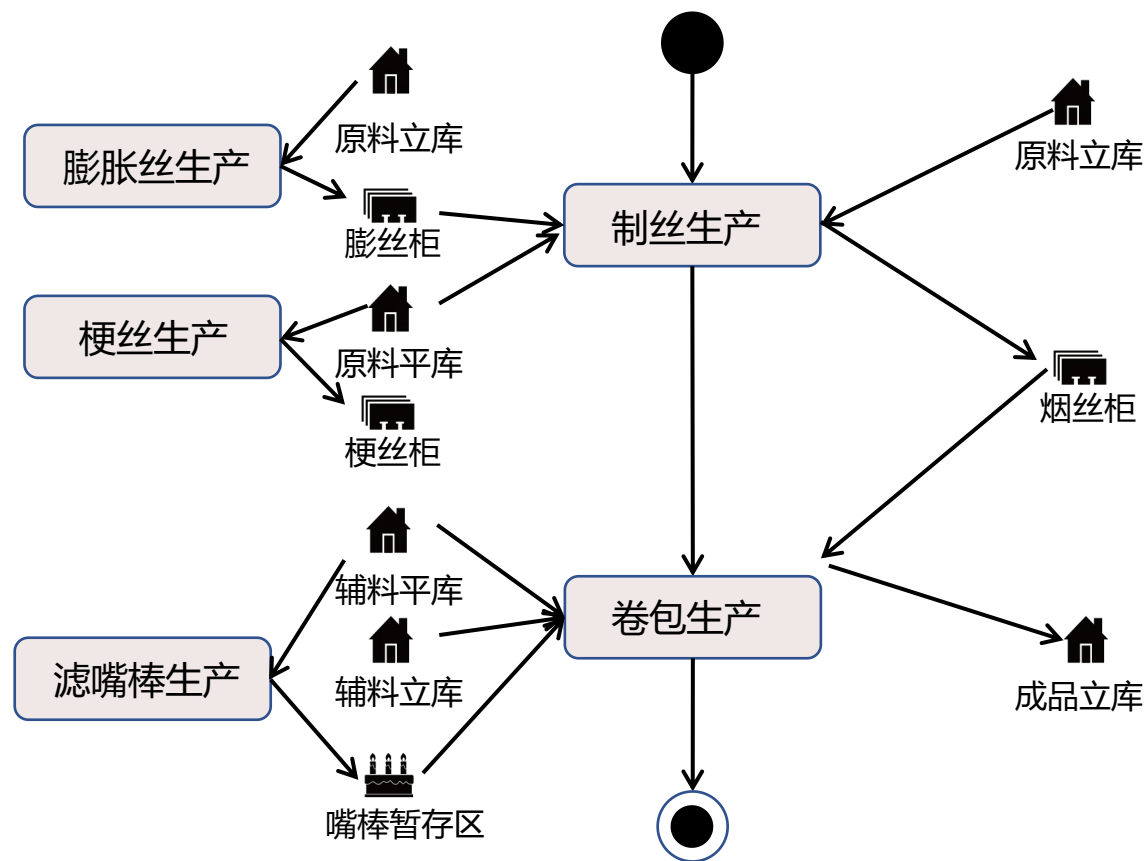 原料立库
膨胀丝生产
原料立库
膨丝柜
制丝生产
梗丝生产
原料平库
梗丝柜
烟丝柜
辅料平库
卷包生产
辅料立库
滤嘴棒生产
成品立库
嘴棒暂存区